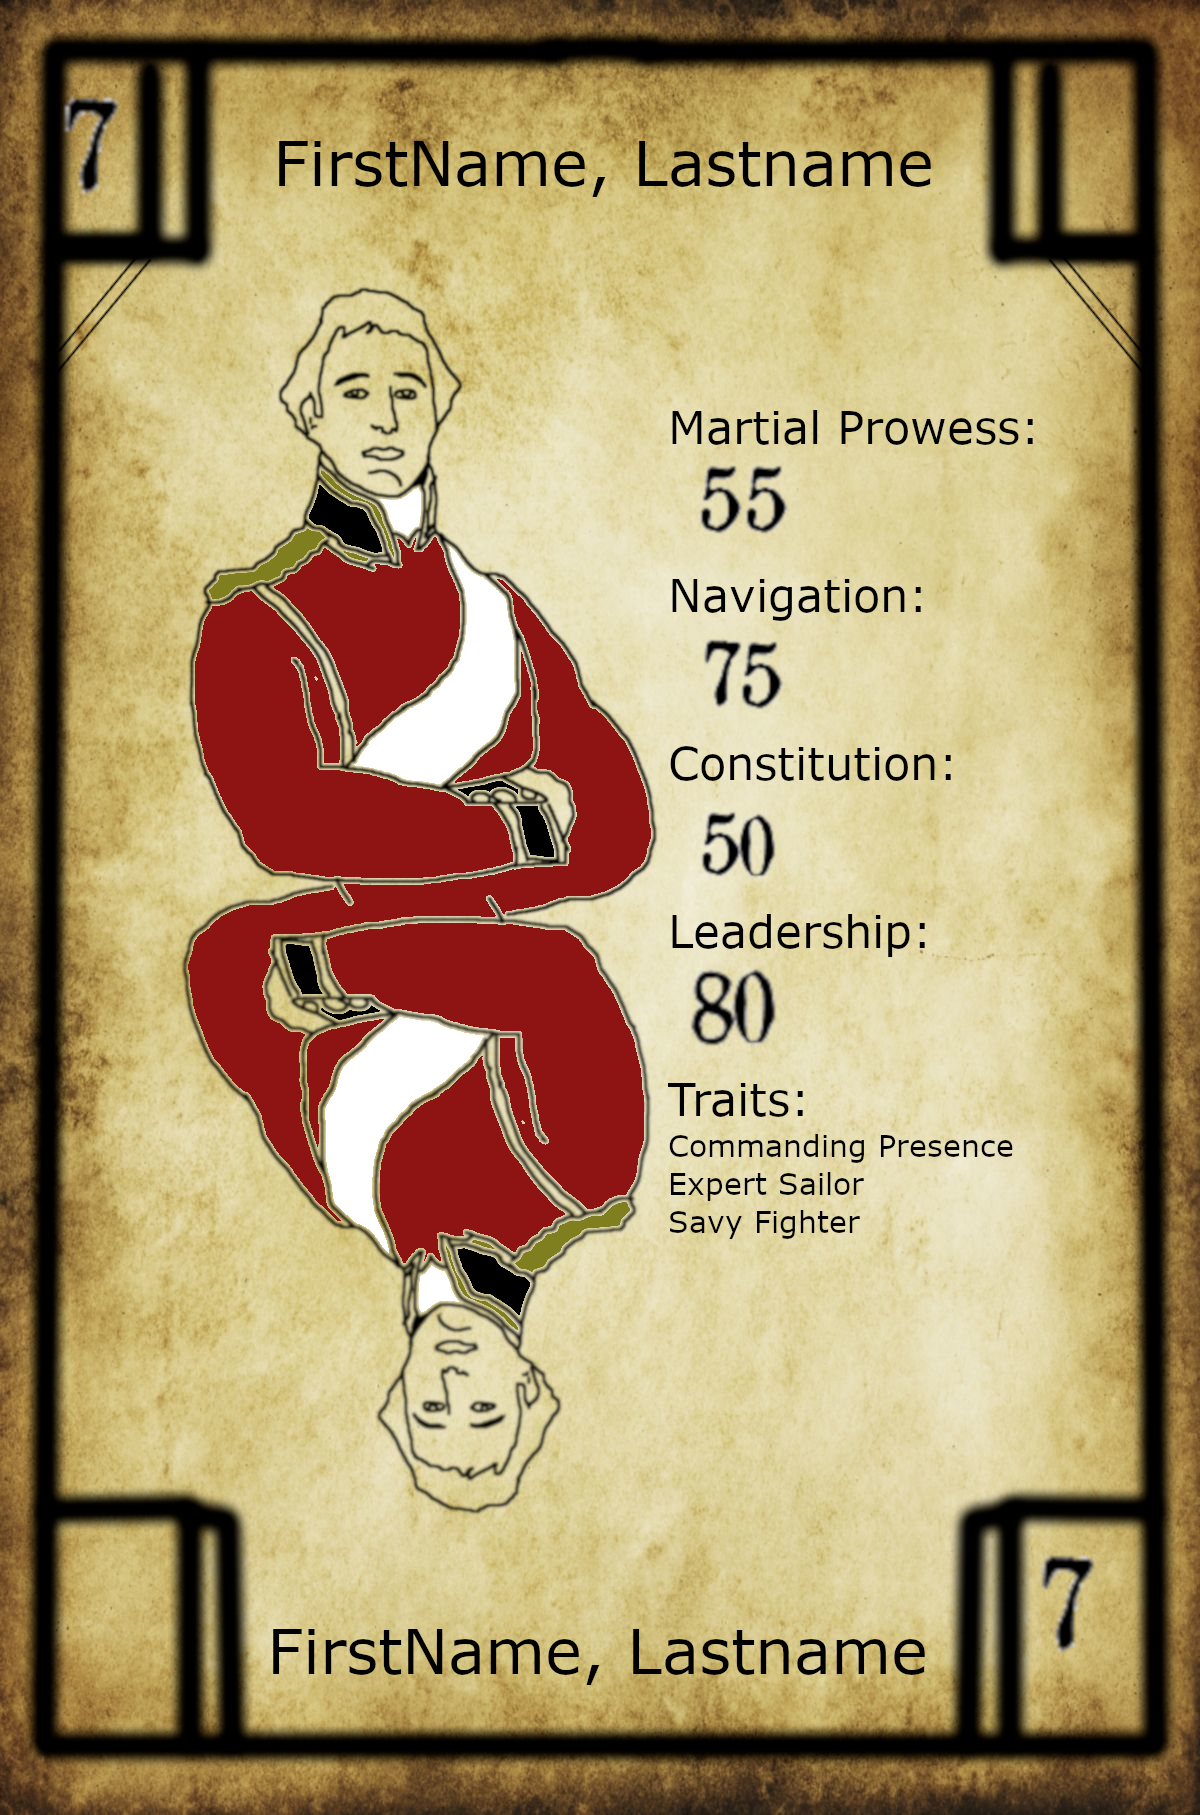 7
FirstName, Lastname
Martial Prowess:
55
Navigation:
75
Constitution:
50
Leadership:
80
Traits:
Commanding Presence
Expert Sailor
Savy Fighter
7
FirstName, Lastname